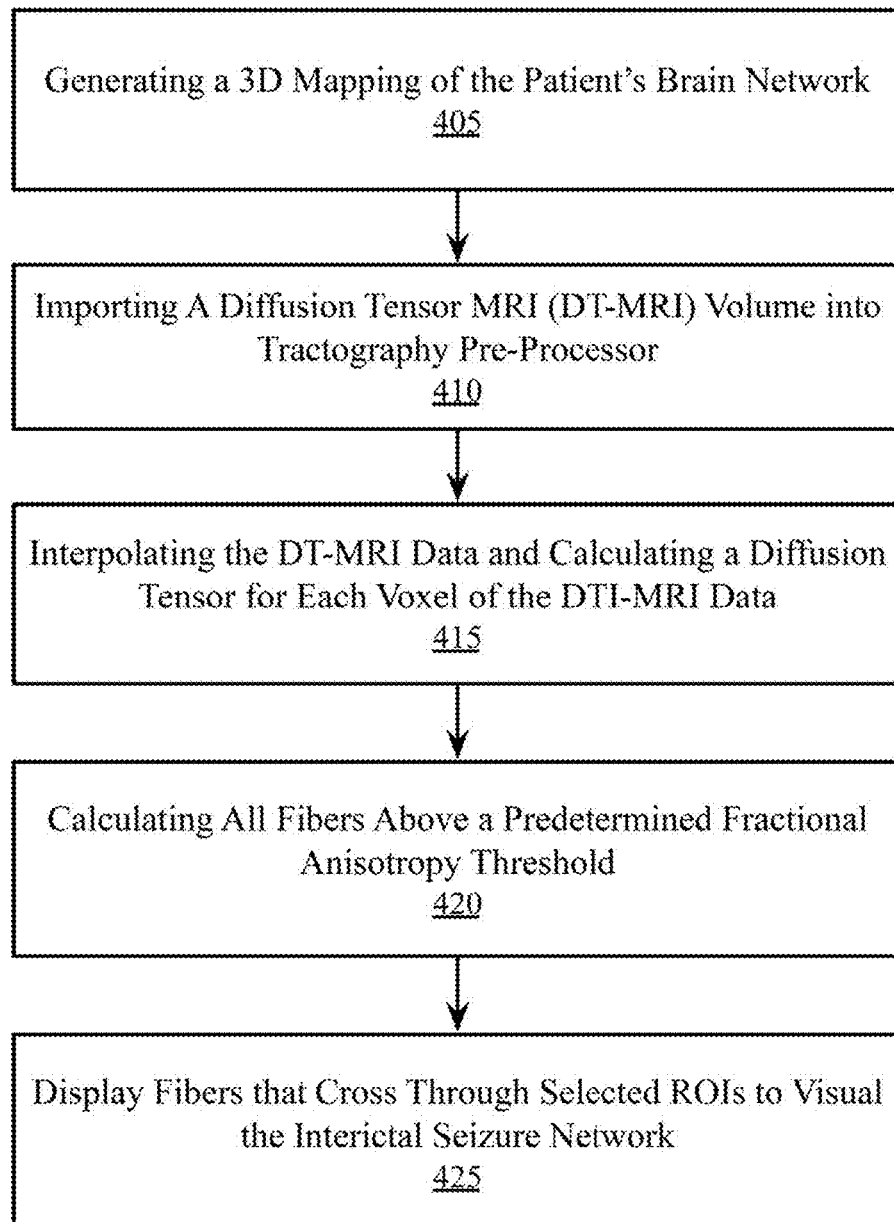 Generating a 3D Mapping of the Patient's Brain Network
405
Importing A Diffusion Tensor MRI (DT-MRI) Volume into
Tractography Pre-Processor
410
Interpolating the DT-MRI Data and Calculating a Diffusion
Tensor for Each Voxel of the DTI-MRI Data
415
Calculating All Fibers Above a Predetermined Fractional
Anisotropy Threshold
420
Display Fibers that Cross Through Selected ROIs to Visual
the Interictal Seizure Network
425